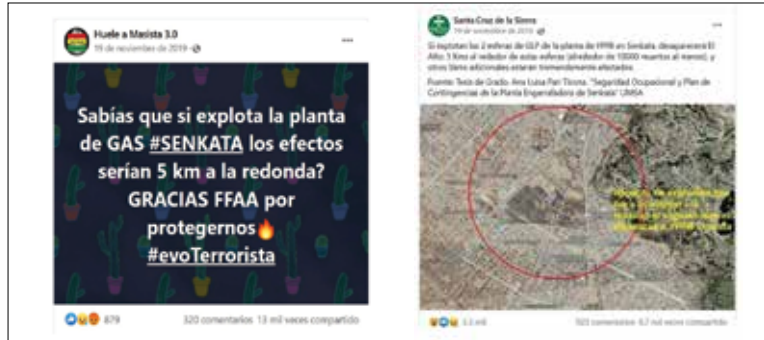 Huele a Masista 3.0
19 de noviembre de 2019
Sabías que si explota la planta
de GAS #SENKATA los efectos
serían 5 km a la redonda?
GRACIAS FFAA por
protegernos🔥
#evoTerrorista
879
320 comentarios 13 mil veces compartido
Santa Cruz de la Sierra
19 de noviembre de 2019
Si explotan las 2 esferas de GLP de la planta de YPFB en Senkata, desaparecerá El
Alto; 5 Kms al rededor de estas esferas (alrededor de 10000 muertos al menos), y
otros tiene adicionales estarán tremendamente afectados.
Fuente: Tesis de Grado. Ana Luisa Pari Ticona. "Seguridad Ocupacional y Plan de
Contingencias de la Planta Engarrafadora de Senkata" UMSA